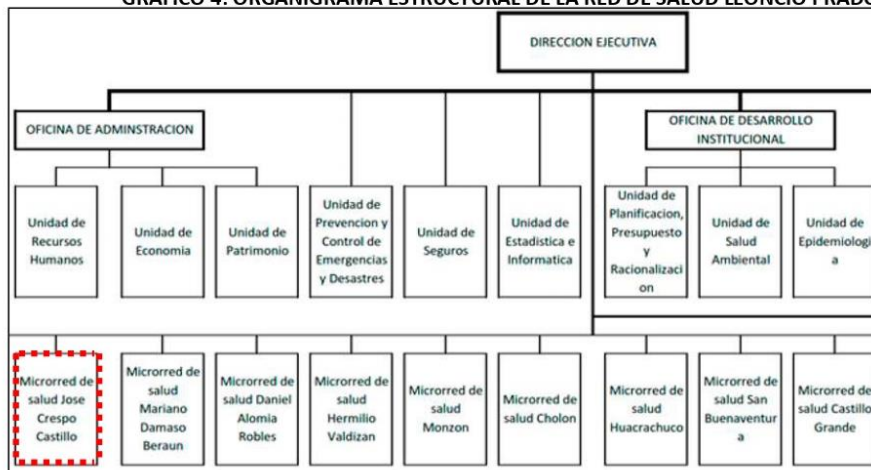 GRAFICO 4. ORGANIGRAMA ESTRUCTURAL DE LA RED DE SALUD LEONCIO PRADO
DIRECCION EJECUTIVA
OFICINA DE ADMINSTRACION
OFICINA DE DESARROLLO
INSTITUCIONAL
Unidad de
Recursos
Humanos
Unidad de
Economia
Unidad de
Patrimonio
Unidad de
Prevencion y
Control de
Emergencias
y Desastres
Unidad de
Seguros
Unidad de
Estadistica e
Informatica
Unidad de
Planificacion,
Presupuesto
y
Racionalizaci
on
Unidad de
Salud
Ambiental
Unidad de
Epidemiologi
a
Microrred de
salud Jose
Crespo
Castillo
Microrred de
salud
Mariano
Damaso
Beraun
Microrred de
salud Daniel
Alomia
Robles
Microrred de
salud
Hermilio
Valdizan
Microrred de
salud
Monzon
Microrred de
salud Cholon
Microrred de
salud
Huacrachuco
Microrred de
salud San
Buenaventur
a
Microrred de
salud Castillo
Grande